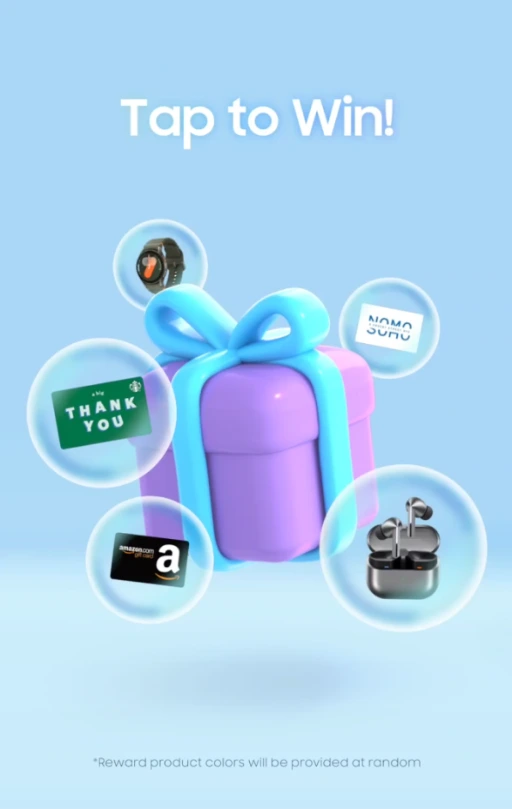 Tap to Win!
NOMO
SOHO
a big
THANK
YOU
amazon.com
gift card
a
*Reward product colors will be provided at random